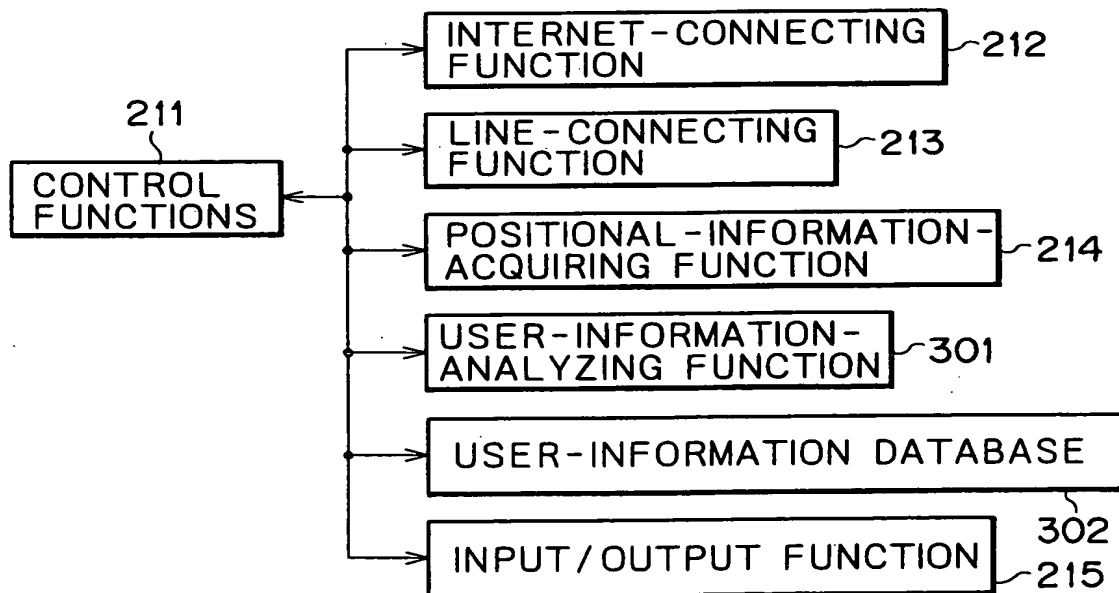 INTERNET-CONNECTING
FUNCTION
212
211
LINE-CONNECTING
FUNCTION
213
CONTROL
FUNCTIONS
POSITIONAL-INFORMATION-
ACQUIRING FUNCTION
214
USER-INFORMATION-
ANALYZING FUNCTION
301
USER-INFORMATION DATABASE
302
INPUT/OUTPUT FUNCTION
215